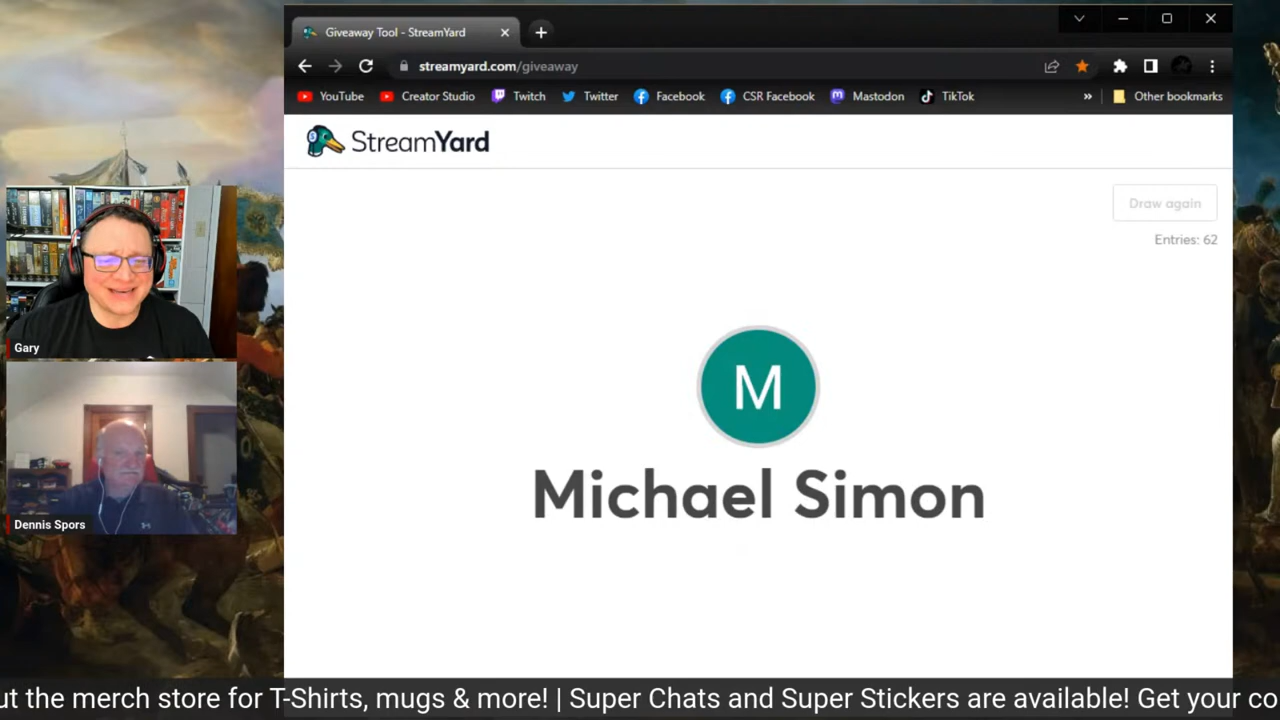 Giveaway Tool - StreamYard
streamyard.com/giveaway
YouTube Creator Studio Twitch Twitter Facebook CSR Facebook Mastodon TikTok » Other bookmarks
StreamYard
Draw again
Entries: 62
M
Michael Simon
Gary
Dennis Spors
ut the merch store for T-Shirts, mugs & more! | Super Chats and Super Stickers are available! Get your co